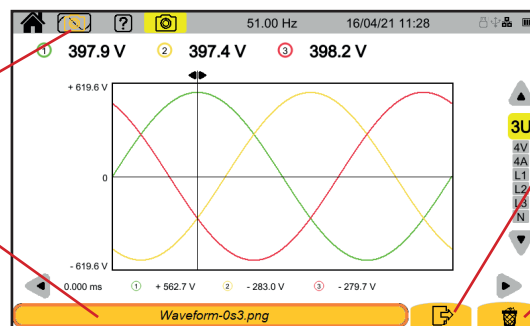 ? 51.00 Hz 16/04/21 11:28
1 397.9 V 2 397.4 V 3 398.2 V
+ 619.6 V
3U
4V
4A
L1
L2
L3
N
0
- 619.6 V
0.000 ms 1 + 562.7 V 2 - 283.0 V 3 - 279.7 V
Waveform-0s3.png